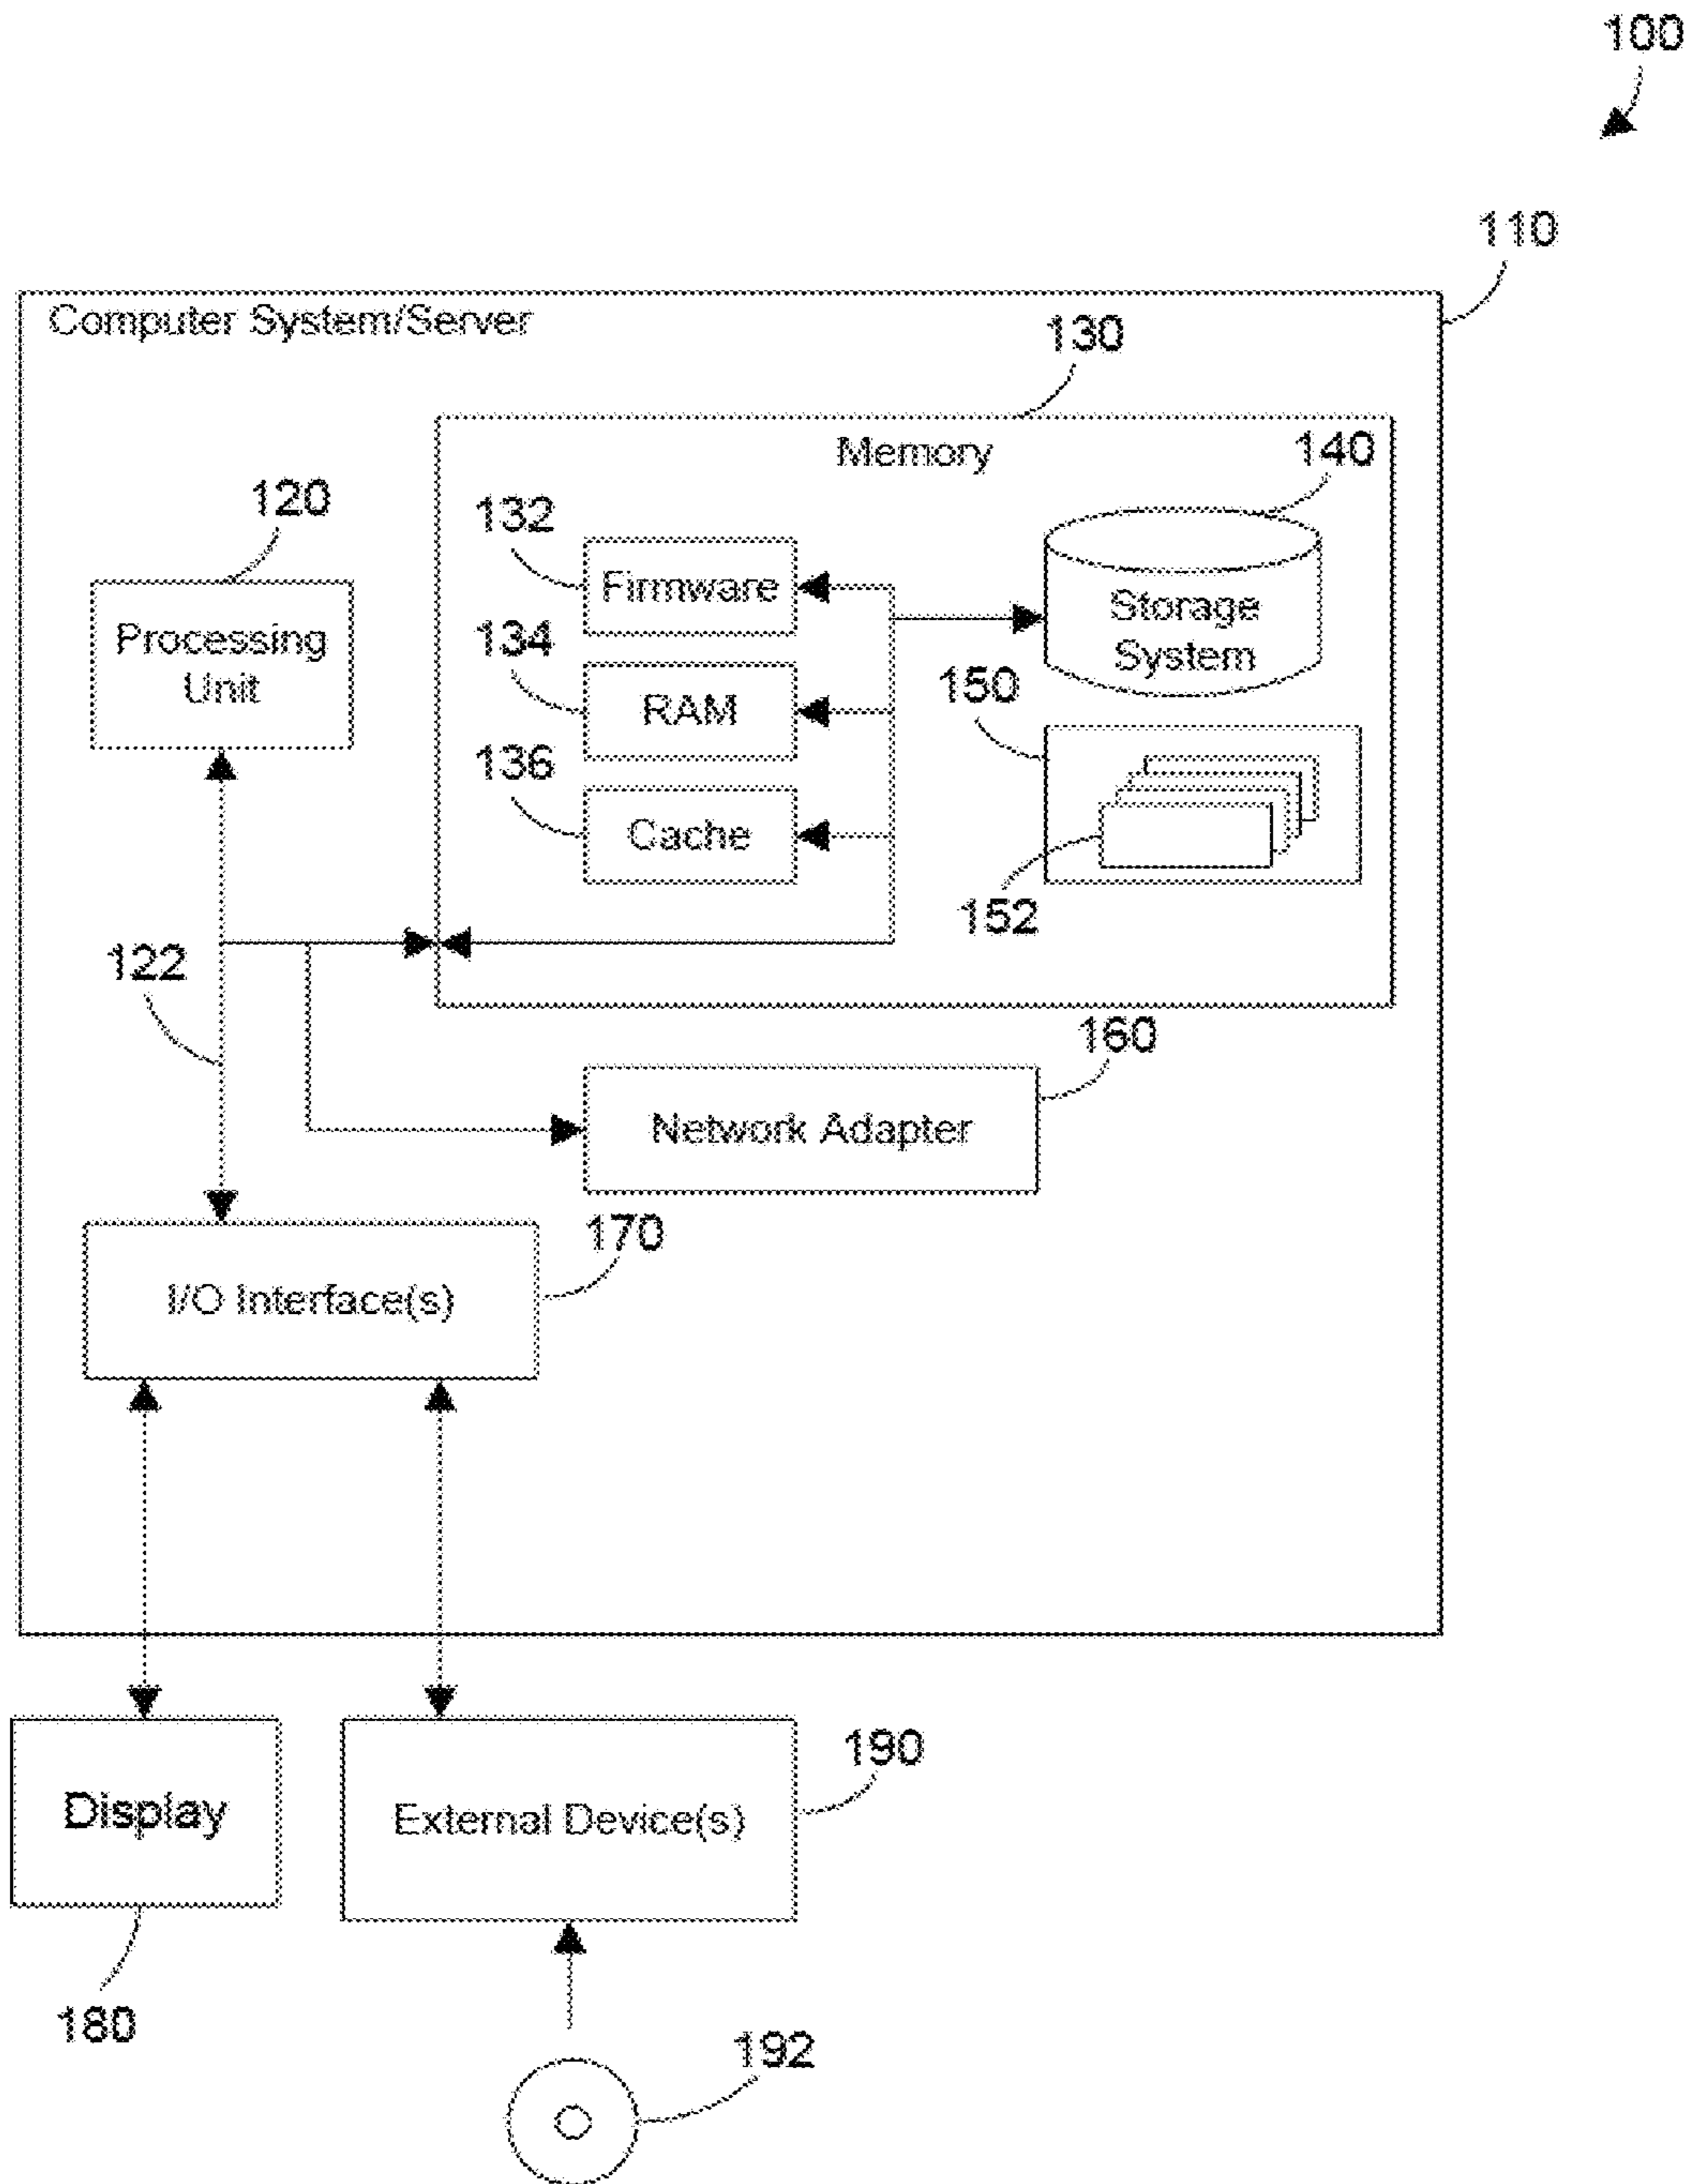 100
110
Computer System/Server
130
Memory
140
120
132
Firmware
Storage
System
Processing
Unit
134
RAM
150
136
Cache
152
122
160
Network Adapter
170
I/O Interface(s)
190
Display
External Device(s)
180
192